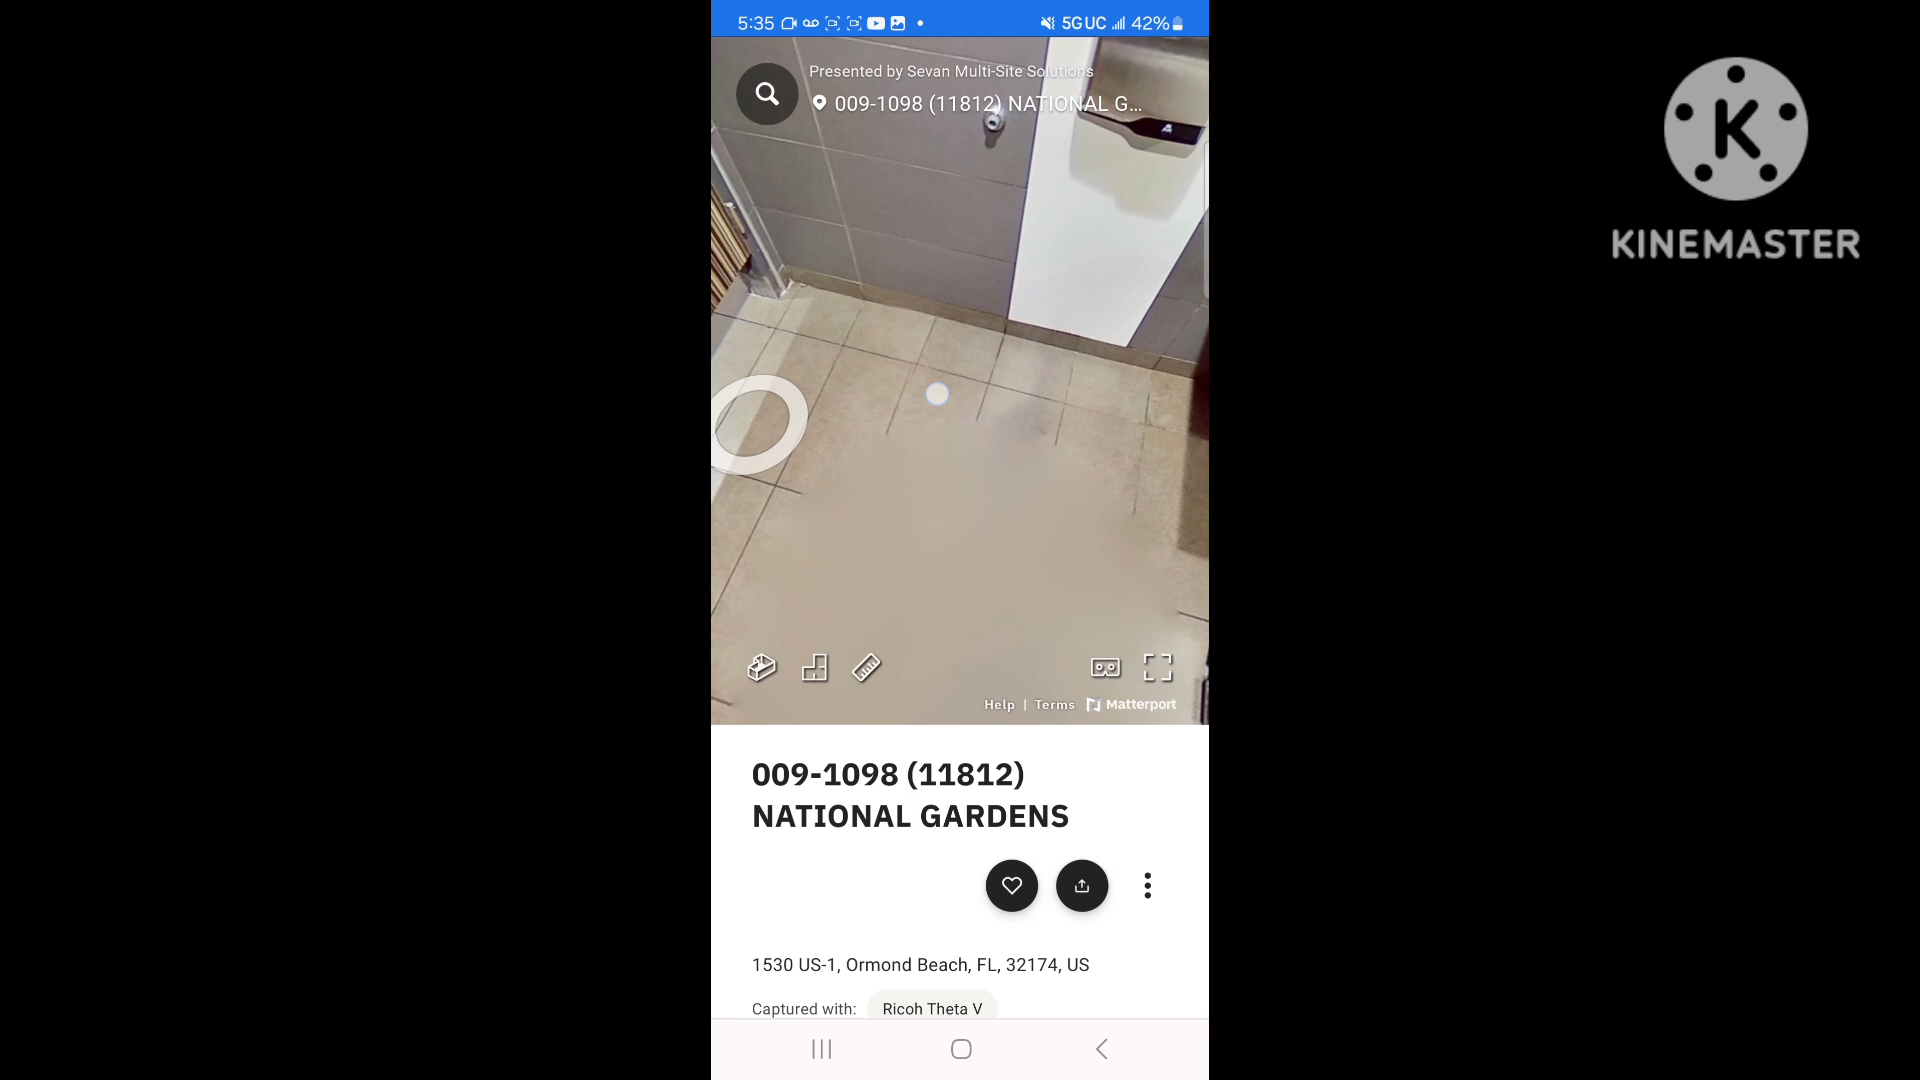 5:35
5G UC 42%
Presented by Sevan Multi-Site Solutions
009-1098 (11812) NATIONAL G...
Help | Terms Matterport
009-1098 (11812)
NATIONAL GARDENS
1530 US-1, Ormond Beach, FL, 32174, US
Captured with: Ricoh Theta V
K
KINEMASTER